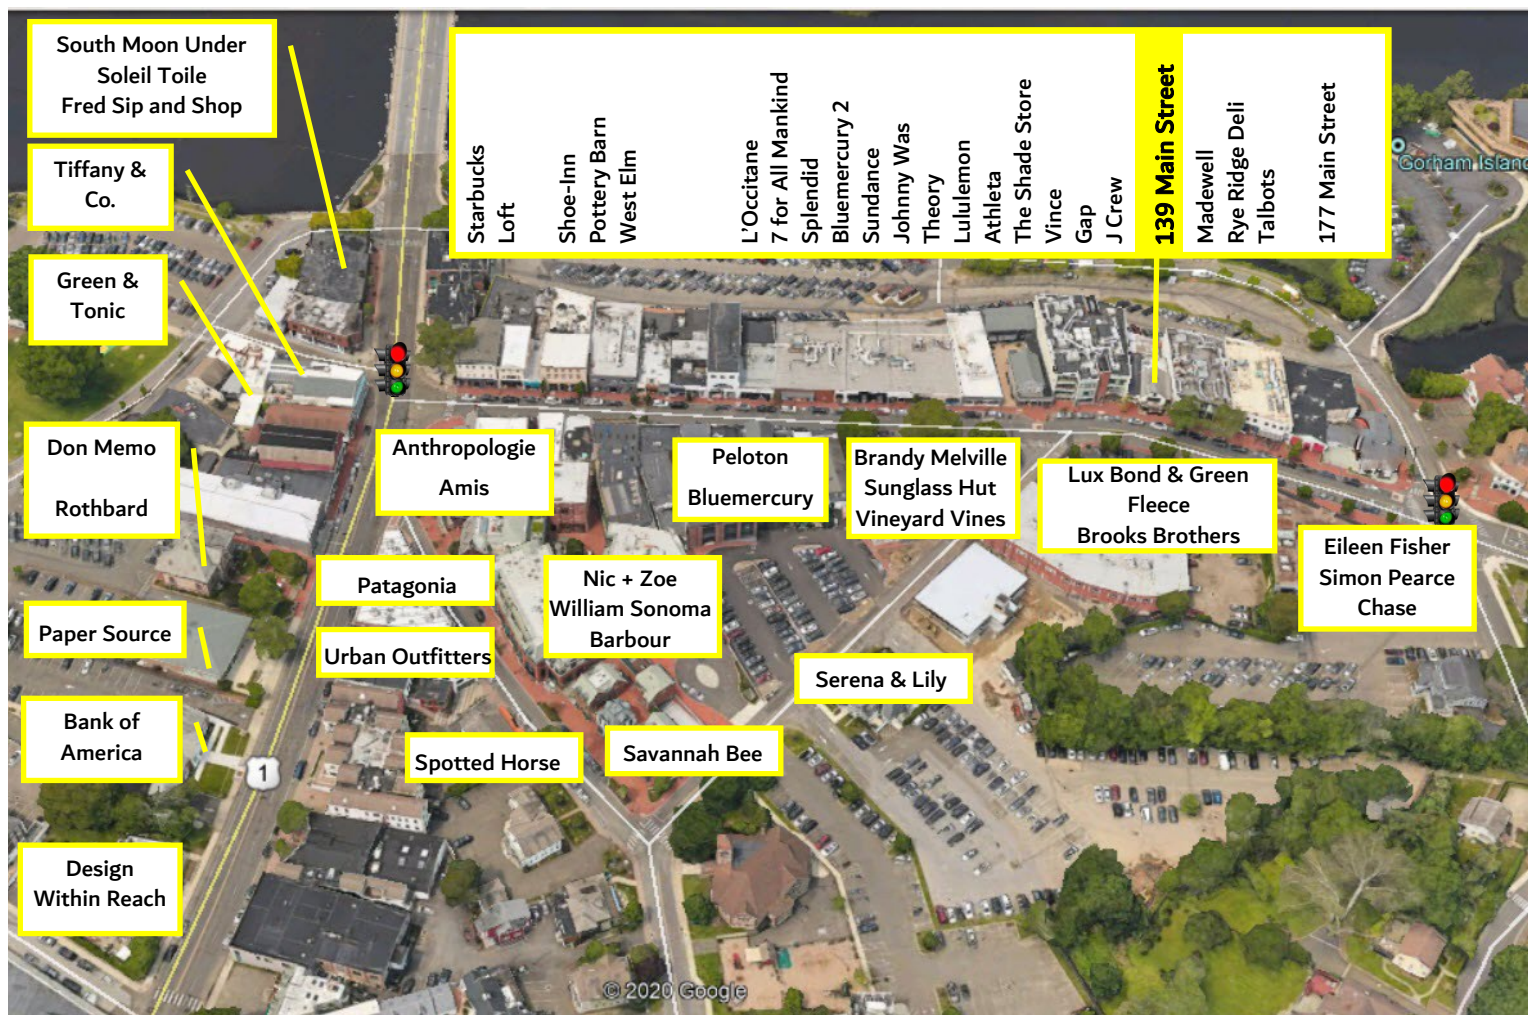 South Moon Under
Soleil Toile
Fred Sip and Shop
Tiffany &
Co.
Green &
Tonic
Don Memo
Rothbard
Paper Source
Bank of
America
Design
Within Reach
Starbucks
Loft
Shoe-Inn
Pottery Barn
West Elm
L'Occitane
7 for All Mankind
Splendid
Bluemercury 2
Sundance
Johnny Was
Theory
Lululemon
Athleta
The Shade Store
Vince
Gap
J Crew
139 Main Street
Madewell
Rye Ridge Deli
Talbots
177 Main Street
Gorham Island
Anthropologie
Amis
Peloton
Bluemercury
Brandy Melville
Sunglass Hut
Vineyard Vines
Lux Bond & Green
Fleece
Brooks Brothers
Eileen Fisher
Simon Pearce
Chase
Patagonia
Nic + Zoe
William Sonoma
Barbour
Urban Outfitters
Serena & Lily
Spotted Horse
Savannah Bee
1
© 2020 Google